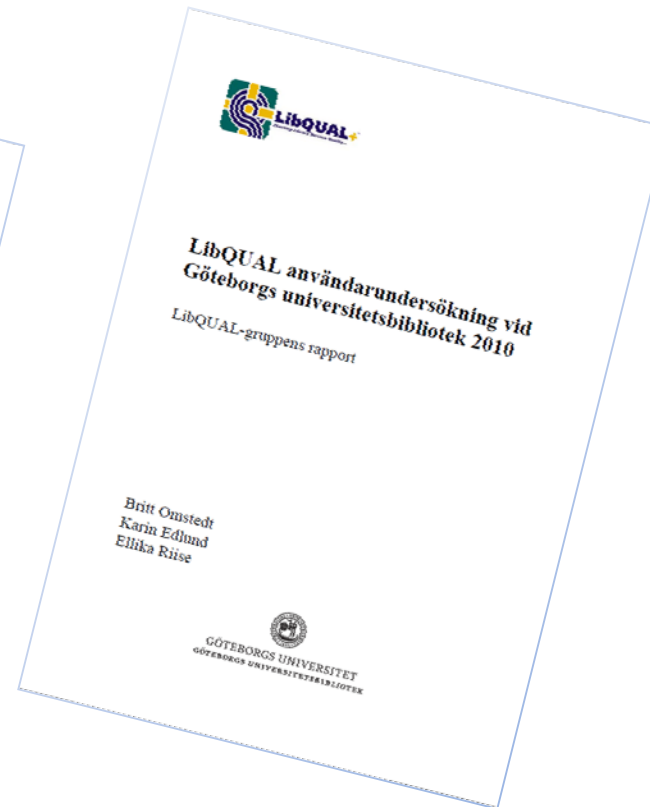 LibQUAL+
LibQUAL användarundersökning vid
Göteborgs universitetsbibliotek 2010
LibQUAL-gruppens rapport
Britt Omstedt
Karin Edlund
Ellika Riise
GÖTEBORGS UNIVERSITET
GÖTEBORGS UNIVERSITETSBIBLIOTEK